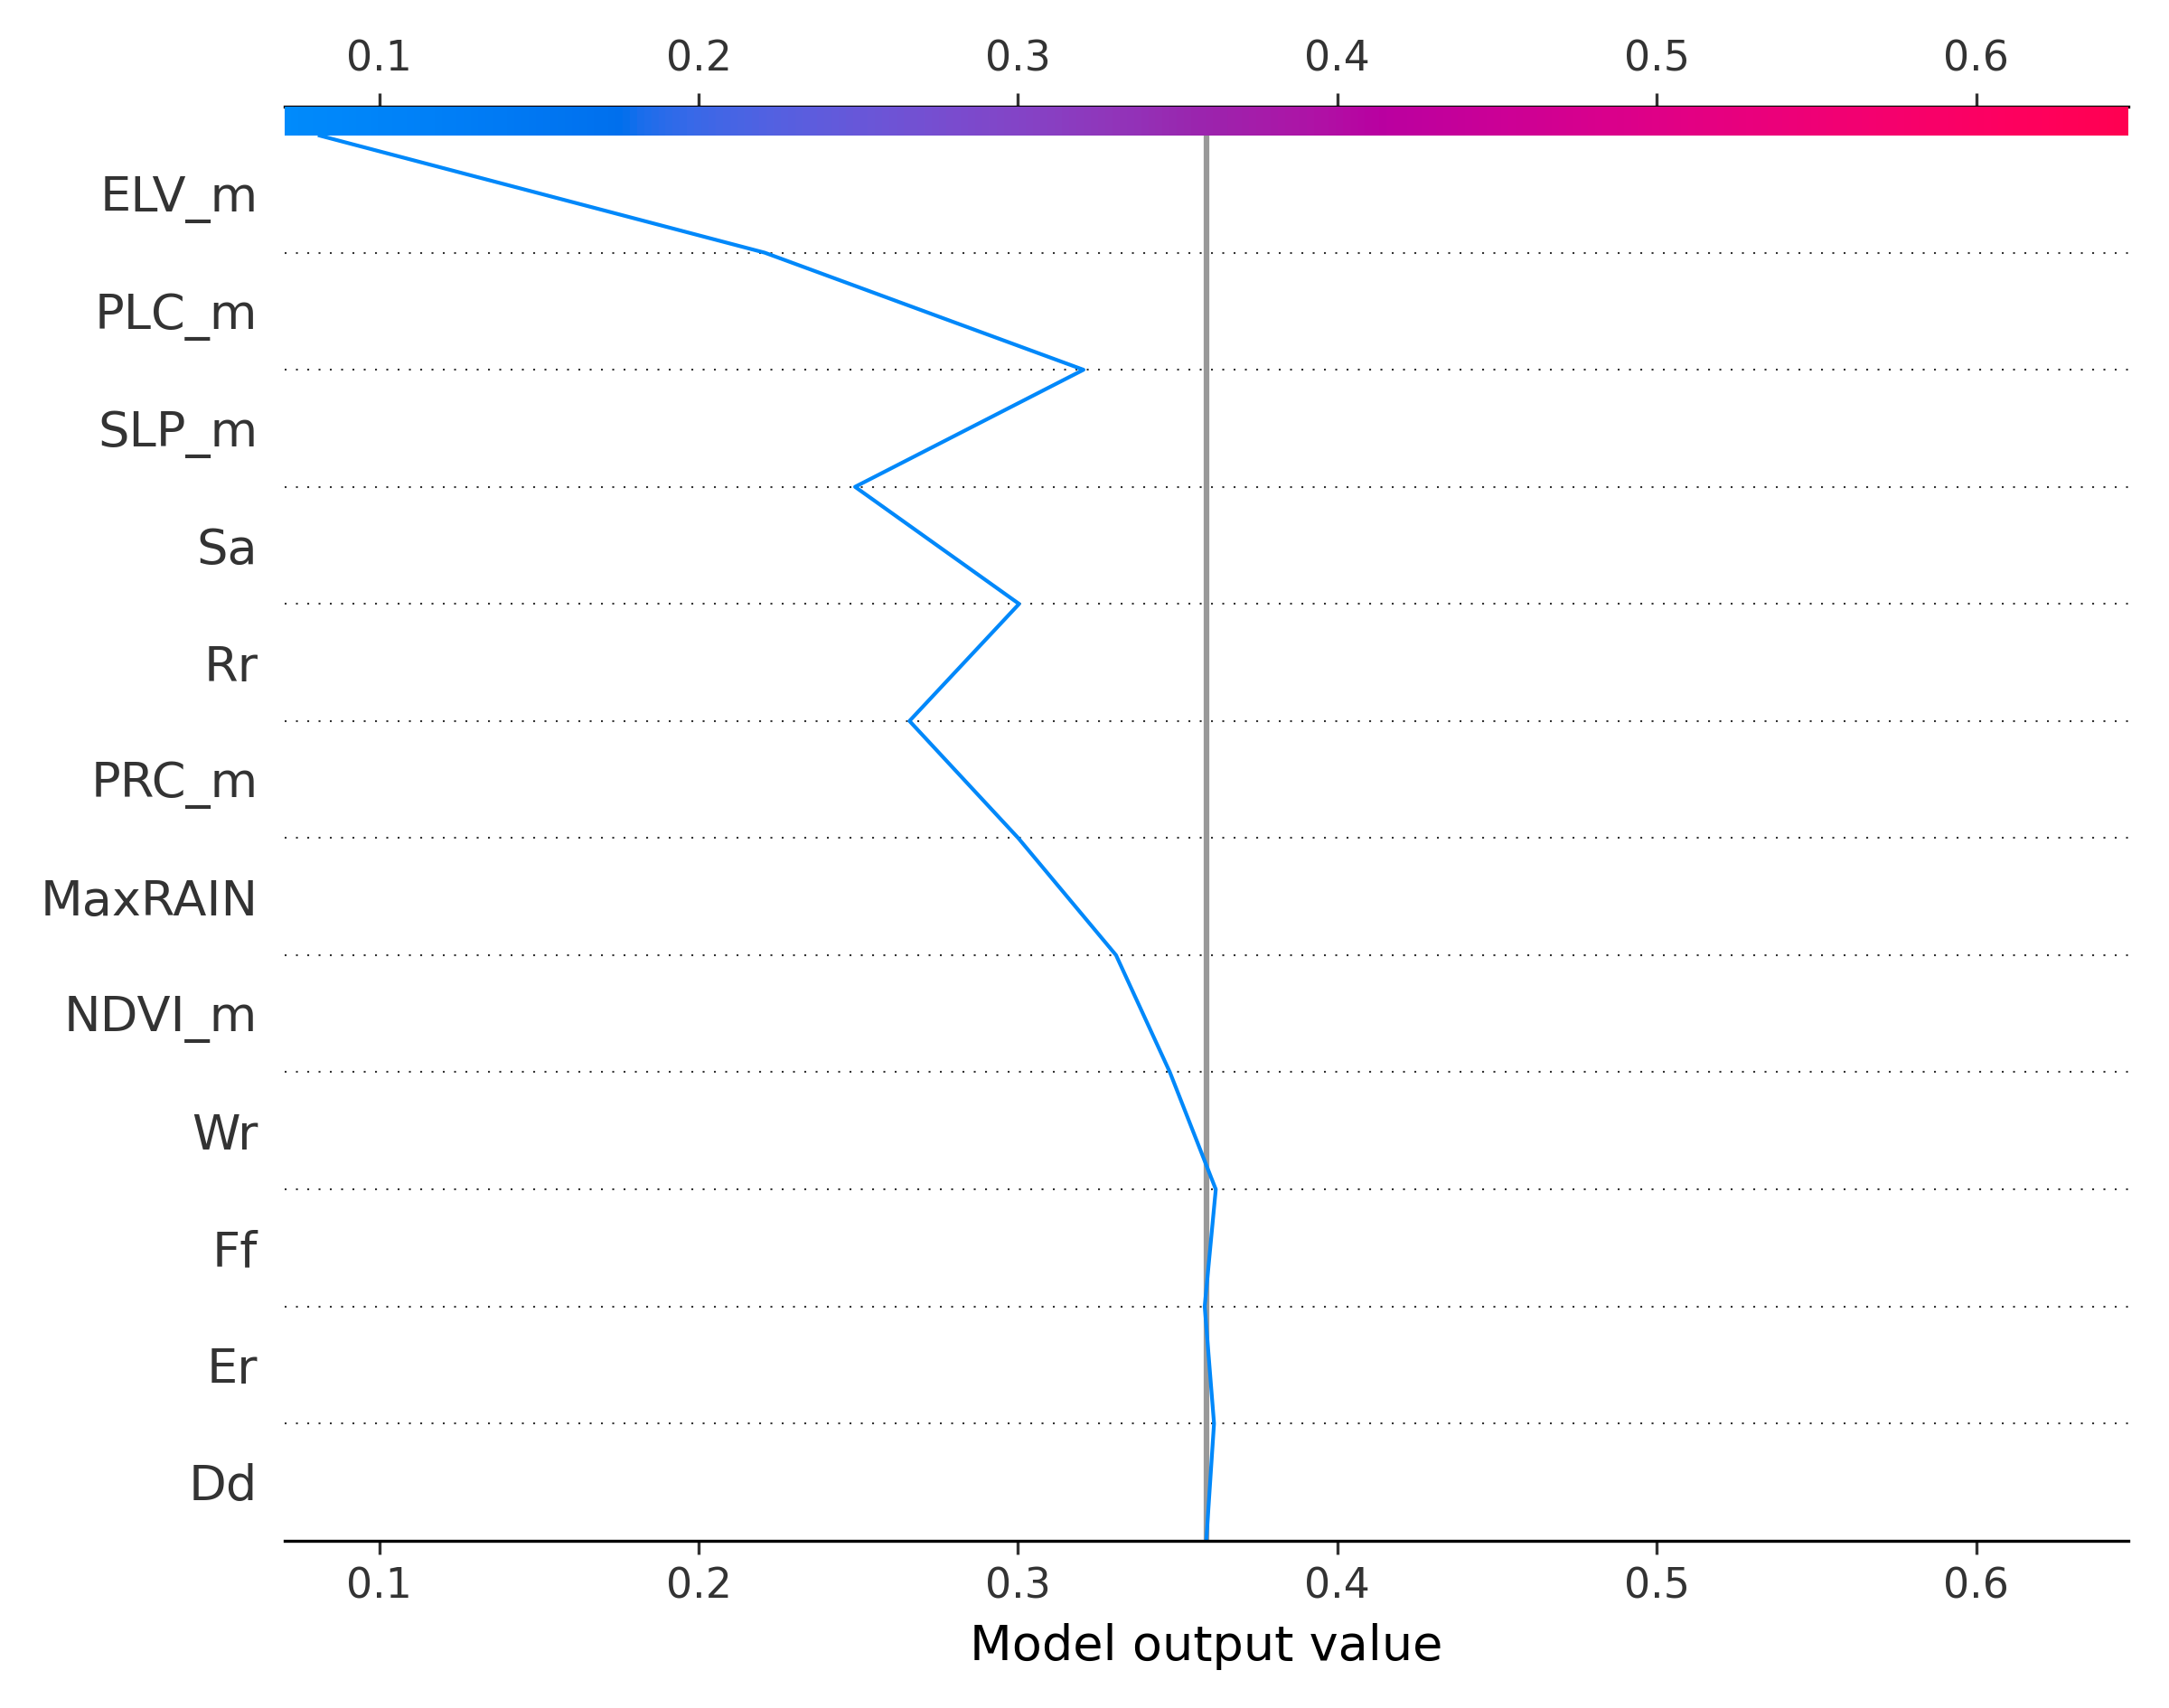 0.1 0.2 0.3 0.4 0.5 0.6
ELV_m
PLC_m
SLP_m
Sa
Rr
PRC_m
MaxRAIN
NDVI_m
Wr
Ff
Er
Dd
0.1 0.2 0.3 0.4 0.5 0.6
Model output value